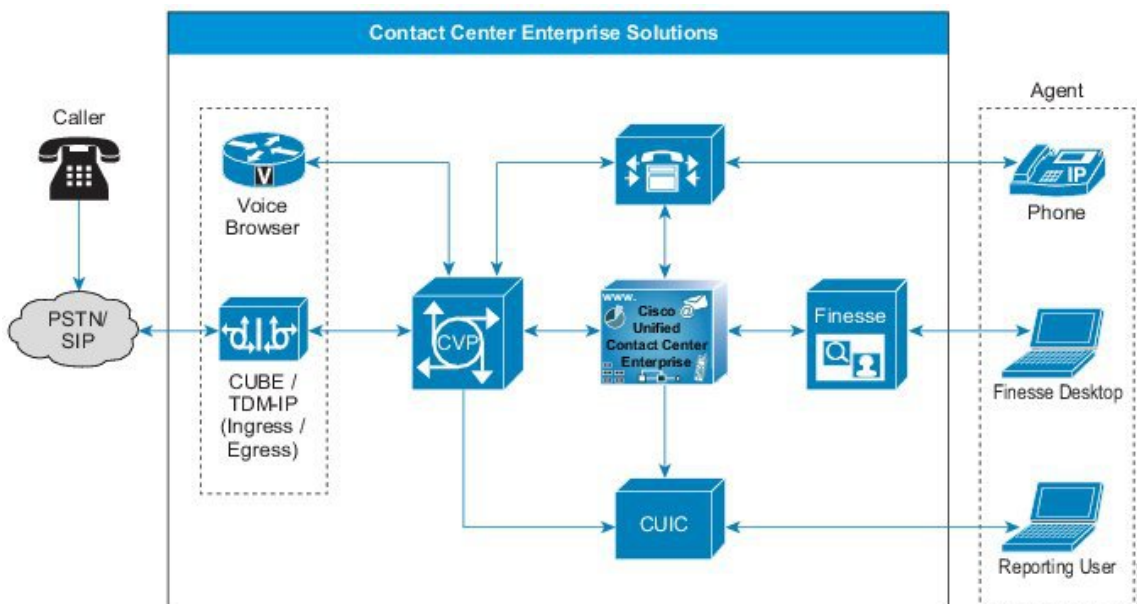 Contact Center Enterprise Solutions
Caller
Agent
V
Voice
Browser
IP
Phone
PSTN/
SIP
CUBE /
TDM-IP
(Ingress /
Egress)
CVP
www.
@
Cisco
Unified
Contact Center
Enterprise
Finesse
Finesse Desktop
CUIC
Reporting User